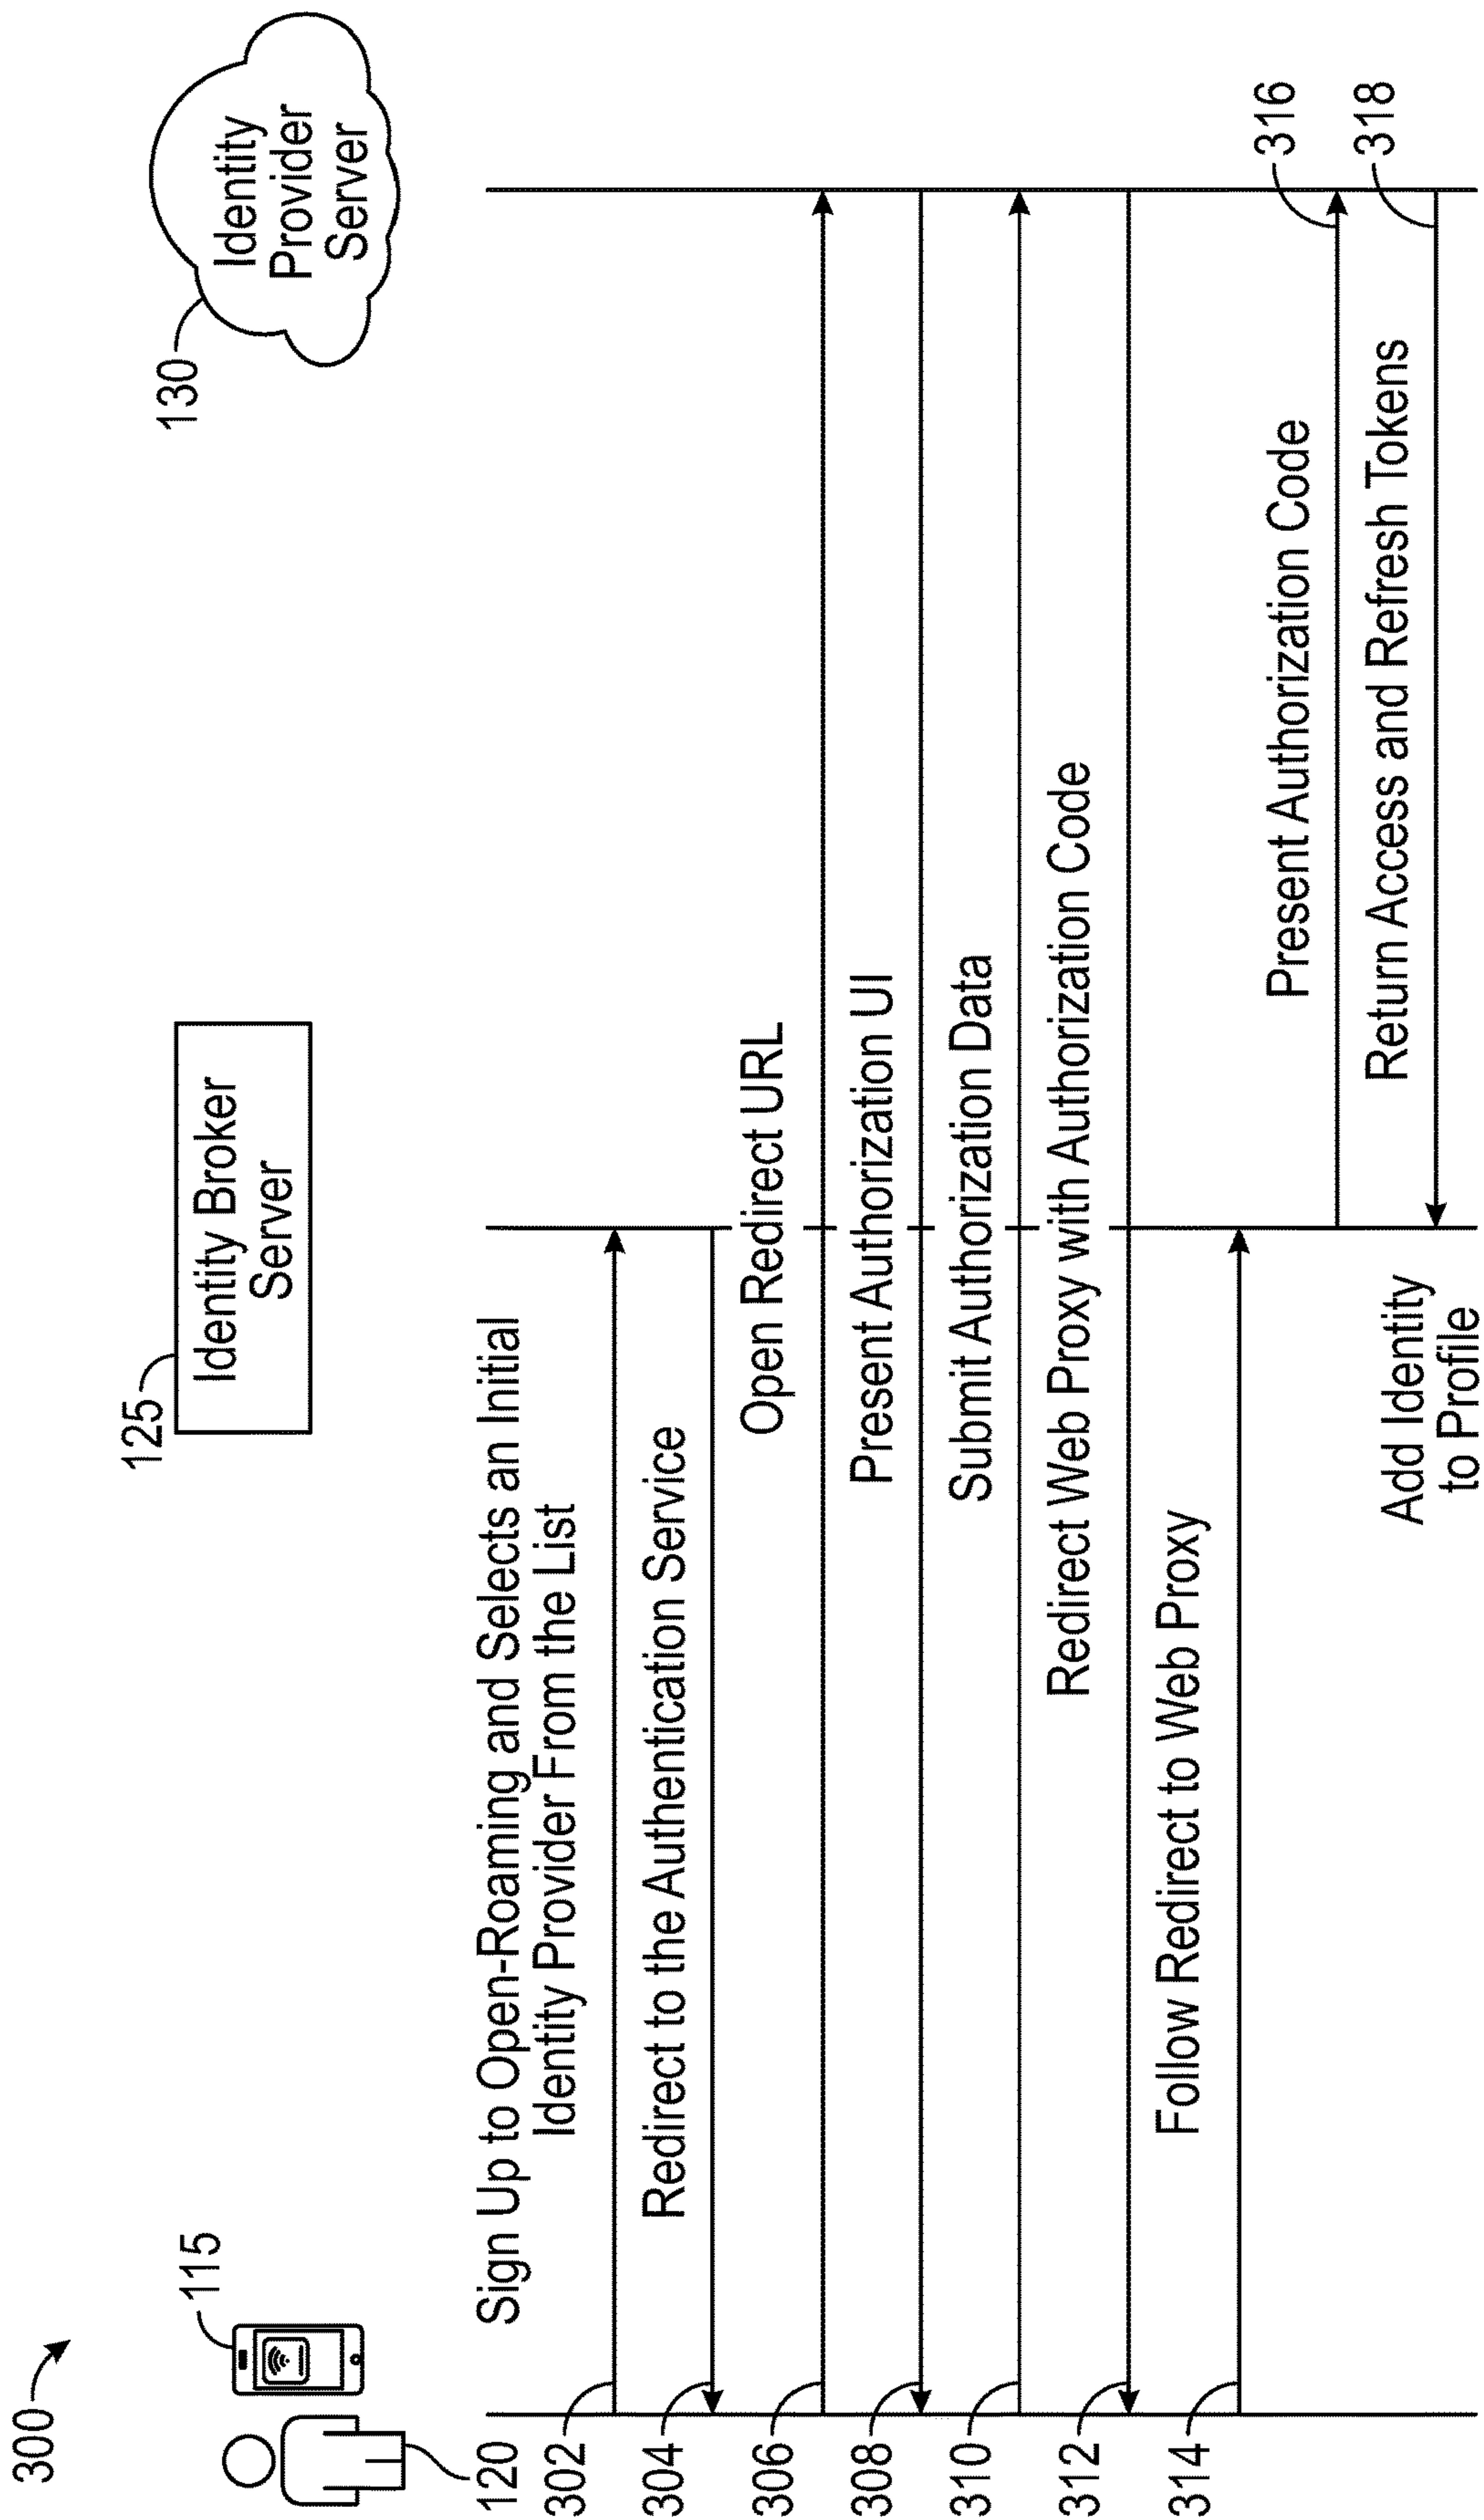 300
120
115
125
Identity Broker
Server
130
Identity
Provider
Server
Sign Up to Open-Roaming and Selects an Initial
Identity Provider From the List
302
Redirect to the Authentication Service
304
Open Redirect URL
306
Present Authorization UI
308
Submit Authorization Data
310
Redirect Web Proxy with Authorization Code
312
Follow Redirect to Web Proxy
314
Present Authorization Code
316
Return Access and Refresh Tokens
318
Add Identity
to Profile